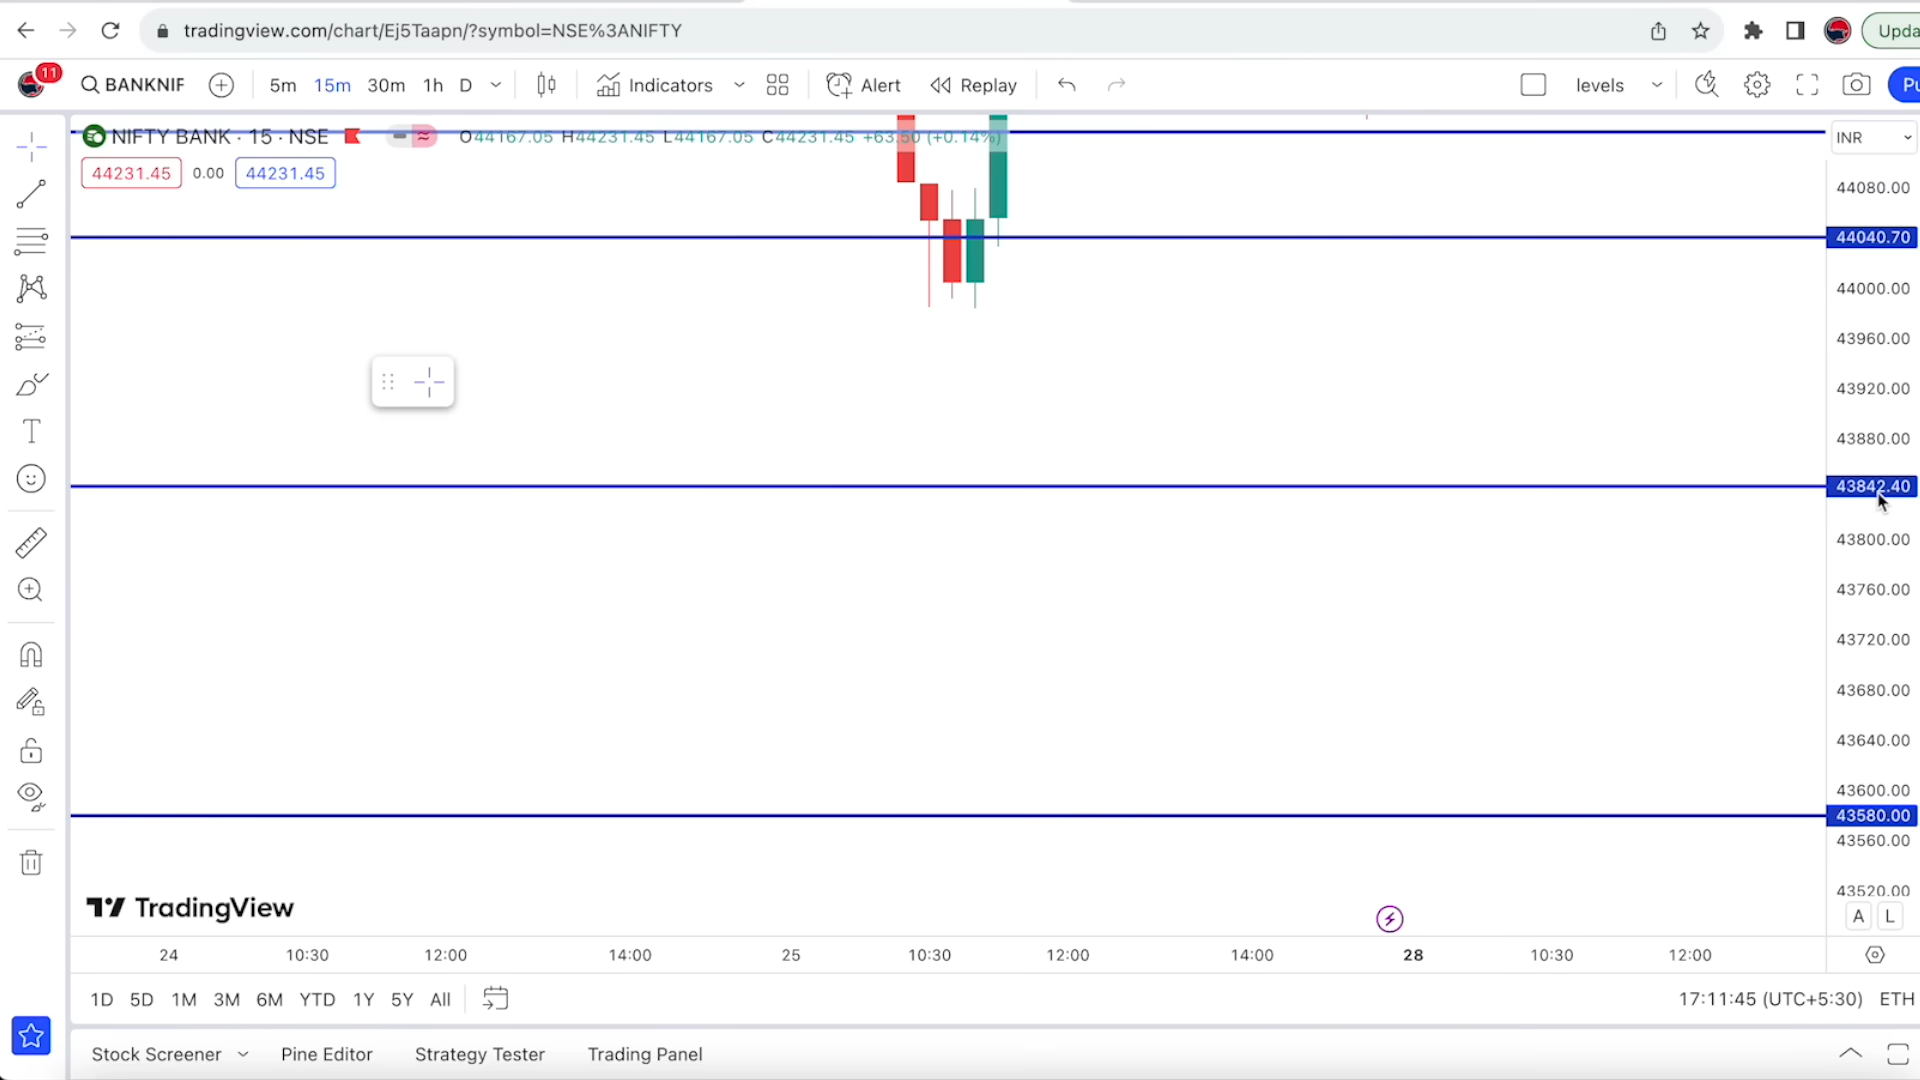 tradingview.com/chart/Ej5Taapn/?symbol=NSE%3ANIFTY
11 BANKNIF 5m 15m 30m 1h D Indicators Alert Replay levels
NIFTY BANK · 15 · NSE O44167.05 H44231.45 L44167.05 C44231.45 +63.50 (+0.14%) INR
44231.45 0.00 44231.45
44080.00
44040.70
44000.00
43960.00
43920.00
43880.00
43842.40
43800.00
43760.00
43720.00
43680.00
43640.00
43600.00
43580.00
43560.00
43520.00
TradingView
A L
24 10:30 12:00 14:00 25 10:30 12:00 14:00 28 10:30 12:00
1D 5D 1M 3M 6M YTD 1Y 5Y All 17:11:45 (UTC+5:30) ETH
Stock Screener Pine Editor Strategy Tester Trading Panel